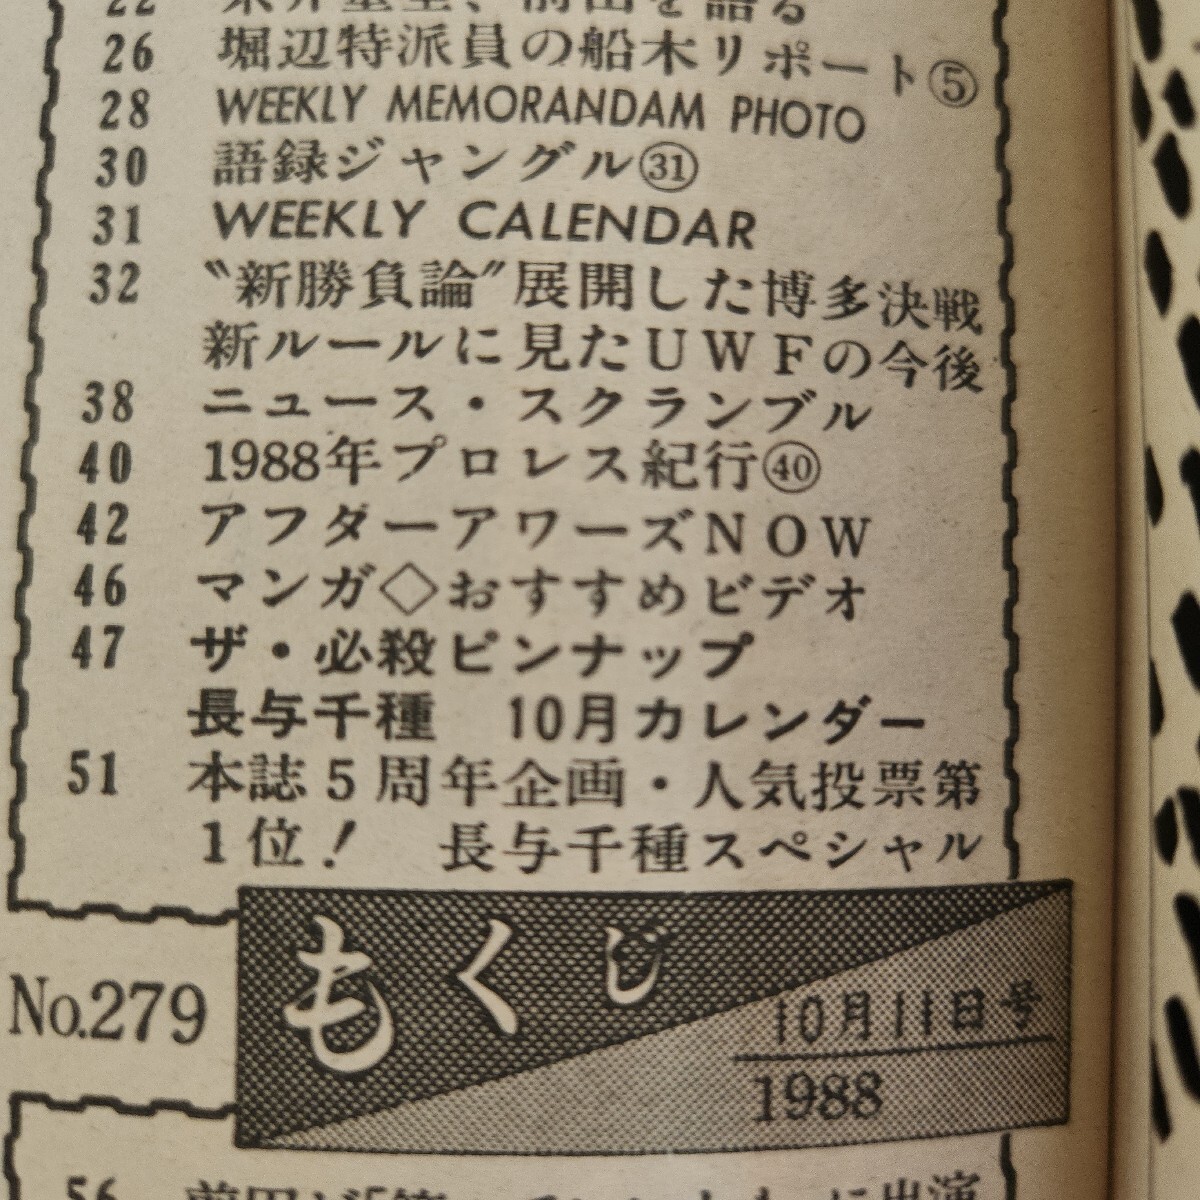 22 前田を語る
26 堀辺特派員の船木リポート⑤
28 WEEKLY MEMORANDAM PHOTO
30 語録ジャングル㉛
31 WEEKLY CALENDAR
32 〝新勝負論〟展開した博多決戦
新ルールに見たUWFの今後
38 ニュース・スクランブル
40 1988年プロレス紀行㊵
42 アフターアワーズNOW
46 マンガ◇おすすめビデオ
47 ザ・必殺ピンナップ
長与千種 10月カレンダー
51 本誌5周年企画・人気投票第
1位! 長与千種スペシャル
No.279
もくじ
10月11日号
1988
56